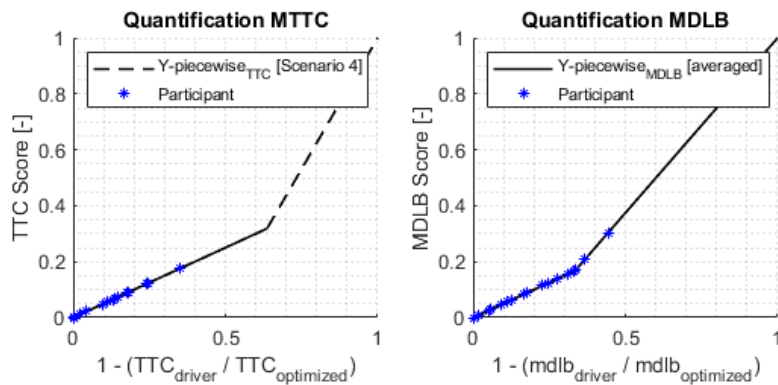 Quantification MTTC
1
0.8
0.6
0.4
0.2
0
0
0.5
1
TTC Score [-]
1 - (TTC_driver / TTC_optimized)
Y-piecewise_TTC [Scenario 4]
Participant
Quantification MDLB
1
0.8
0.6
0.4
0.2
0
0
0.5
1
MDLB Score [-]
1 - (mdlb_driver / mdlb_optimized)
Y-piecewise_MDLB [averaged]
Participant